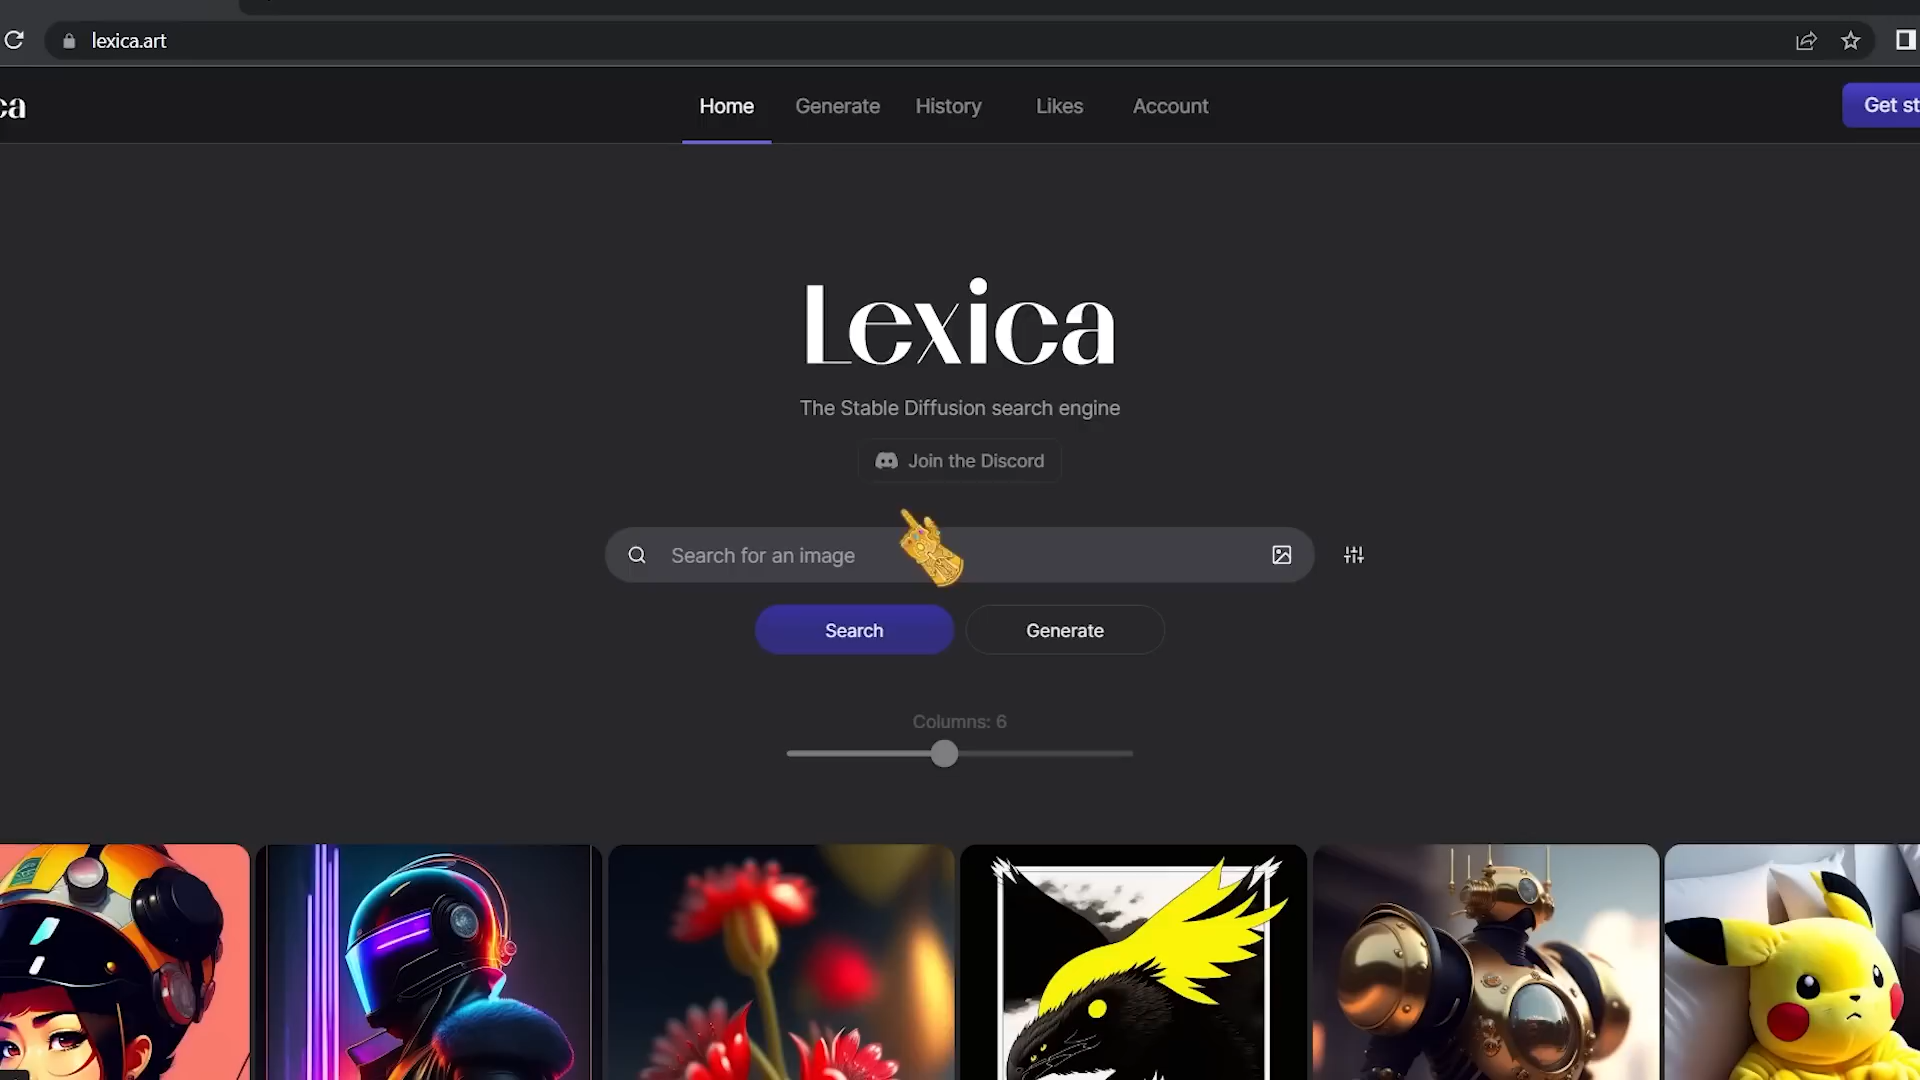 lexica.art
ca
Home Generate History Likes Account
Get st
Lexica
The Stable Diffusion search engine
Join the Discord
Search for an image
Search Generate
Columns: 6